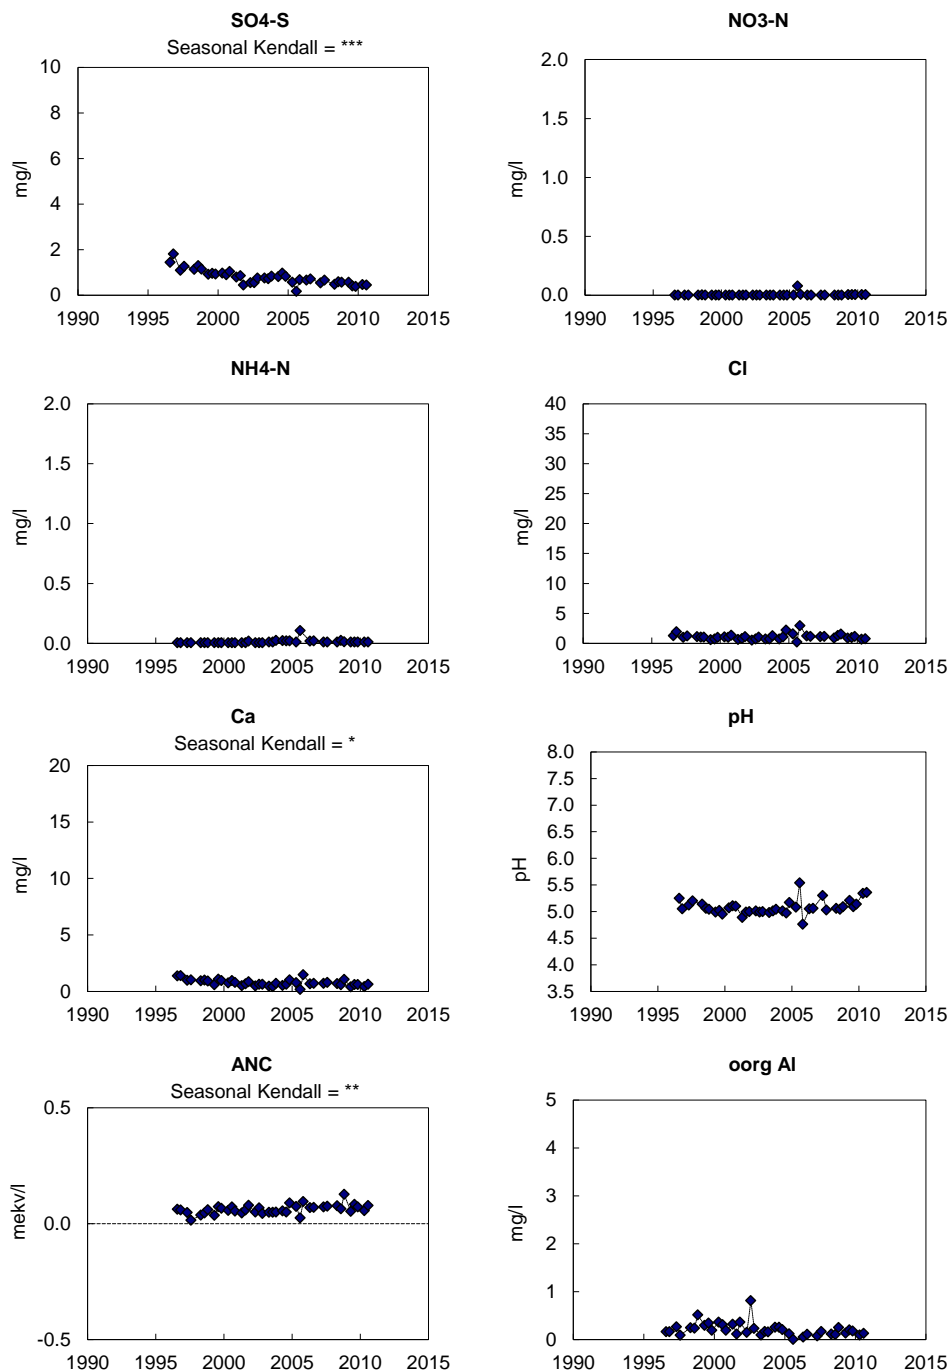 SO4-S
Seasonal Kendall = ***
10
8
6
4
2
0
mg/l
1990 1995 2000 2005 2010 2015
NO3-N
2.0
1.5
1.0
0.5
0.0
mg/l
1990 1995 2000 2005 2010 2015
NH4-N
2.0
1.5
1.0
0.5
0.0
mg/l
1990 1995 2000 2005 2010 2015
Cl
40
35
30
25
20
15
10
5
0
mg/l
1990 1995 2000 2005 2010 2015
Ca
Seasonal Kendall = *
20
15
10
5
0
mg/l
1990 1995 2000 2005 2010 2015
pH
8.0
7.5
7.0
6.5
6.0
5.5
5.0
4.5
4.0
3.5
pH
1990 1995 2000 2005 2010 2015
ANC
Seasonal Kendall = **
0.5
0.0
-0.5
mekv/l
1990 1995 2000 2005 2010 2015
oorg Al
5
4
3
2
1
0
mg/l
1990 1995 2000 2005 2010 2015